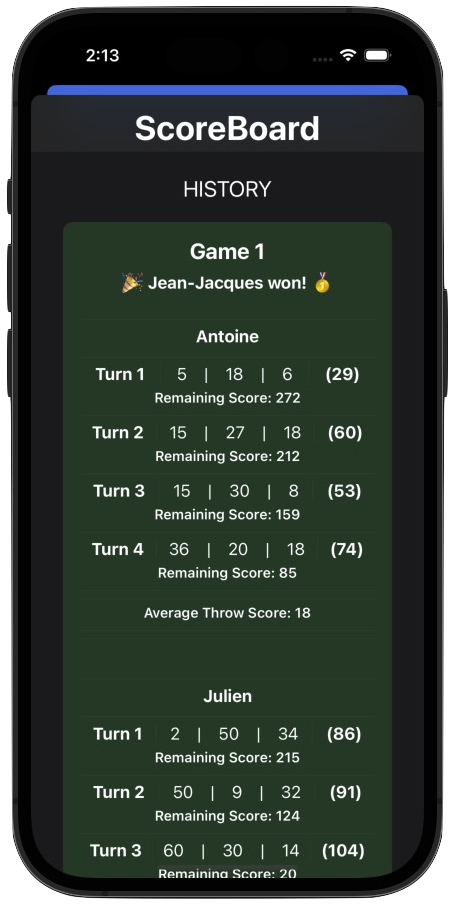 2:13
ScoreBoard
HISTORY
Game 1
🎉 Jean-Jacques won! 🥇
Antoine
Turn 1 5 | 18 | 6 (29)
Remaining Score: 272
Turn 2 15 | 27 | 18 (60)
Remaining Score: 212
Turn 3 15 | 30 | 8 (53)
Remaining Score: 159
Turn 4 36 | 20 | 18 (74)
Remaining Score: 85
Average Throw Score: 18
Julien
Turn 1 2 | 50 | 34 (86)
Remaining Score: 215
Turn 2 50 | 9 | 32 (91)
Remaining Score: 124
Turn 3 60 | 30 | 14 (104)
Remaining Score: 20